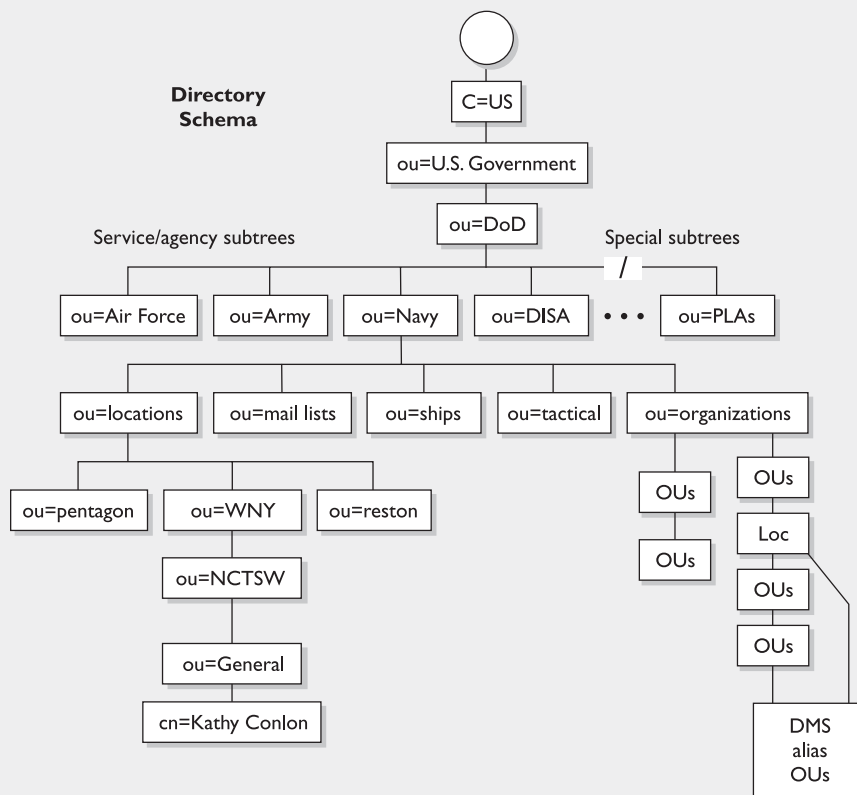 Directory
Schema
C=US
ou=U.S. Government
ou=DoD
Service/agency subtrees
Special subtrees
/
ou=Air Force
ou=Army
ou=Navy
ou=DISA
• • •
ou=PLAs
ou=locations
ou=mail lists
ou=ships
ou=tactical
ou=organizations
ou=pentagon
ou=WNY
ou=reston
OUs
OUs
Loc
ou=NCTSW
OUs
OUs
OUs
ou=General
cn=Kathy Conlon
DMS
alias
OUs